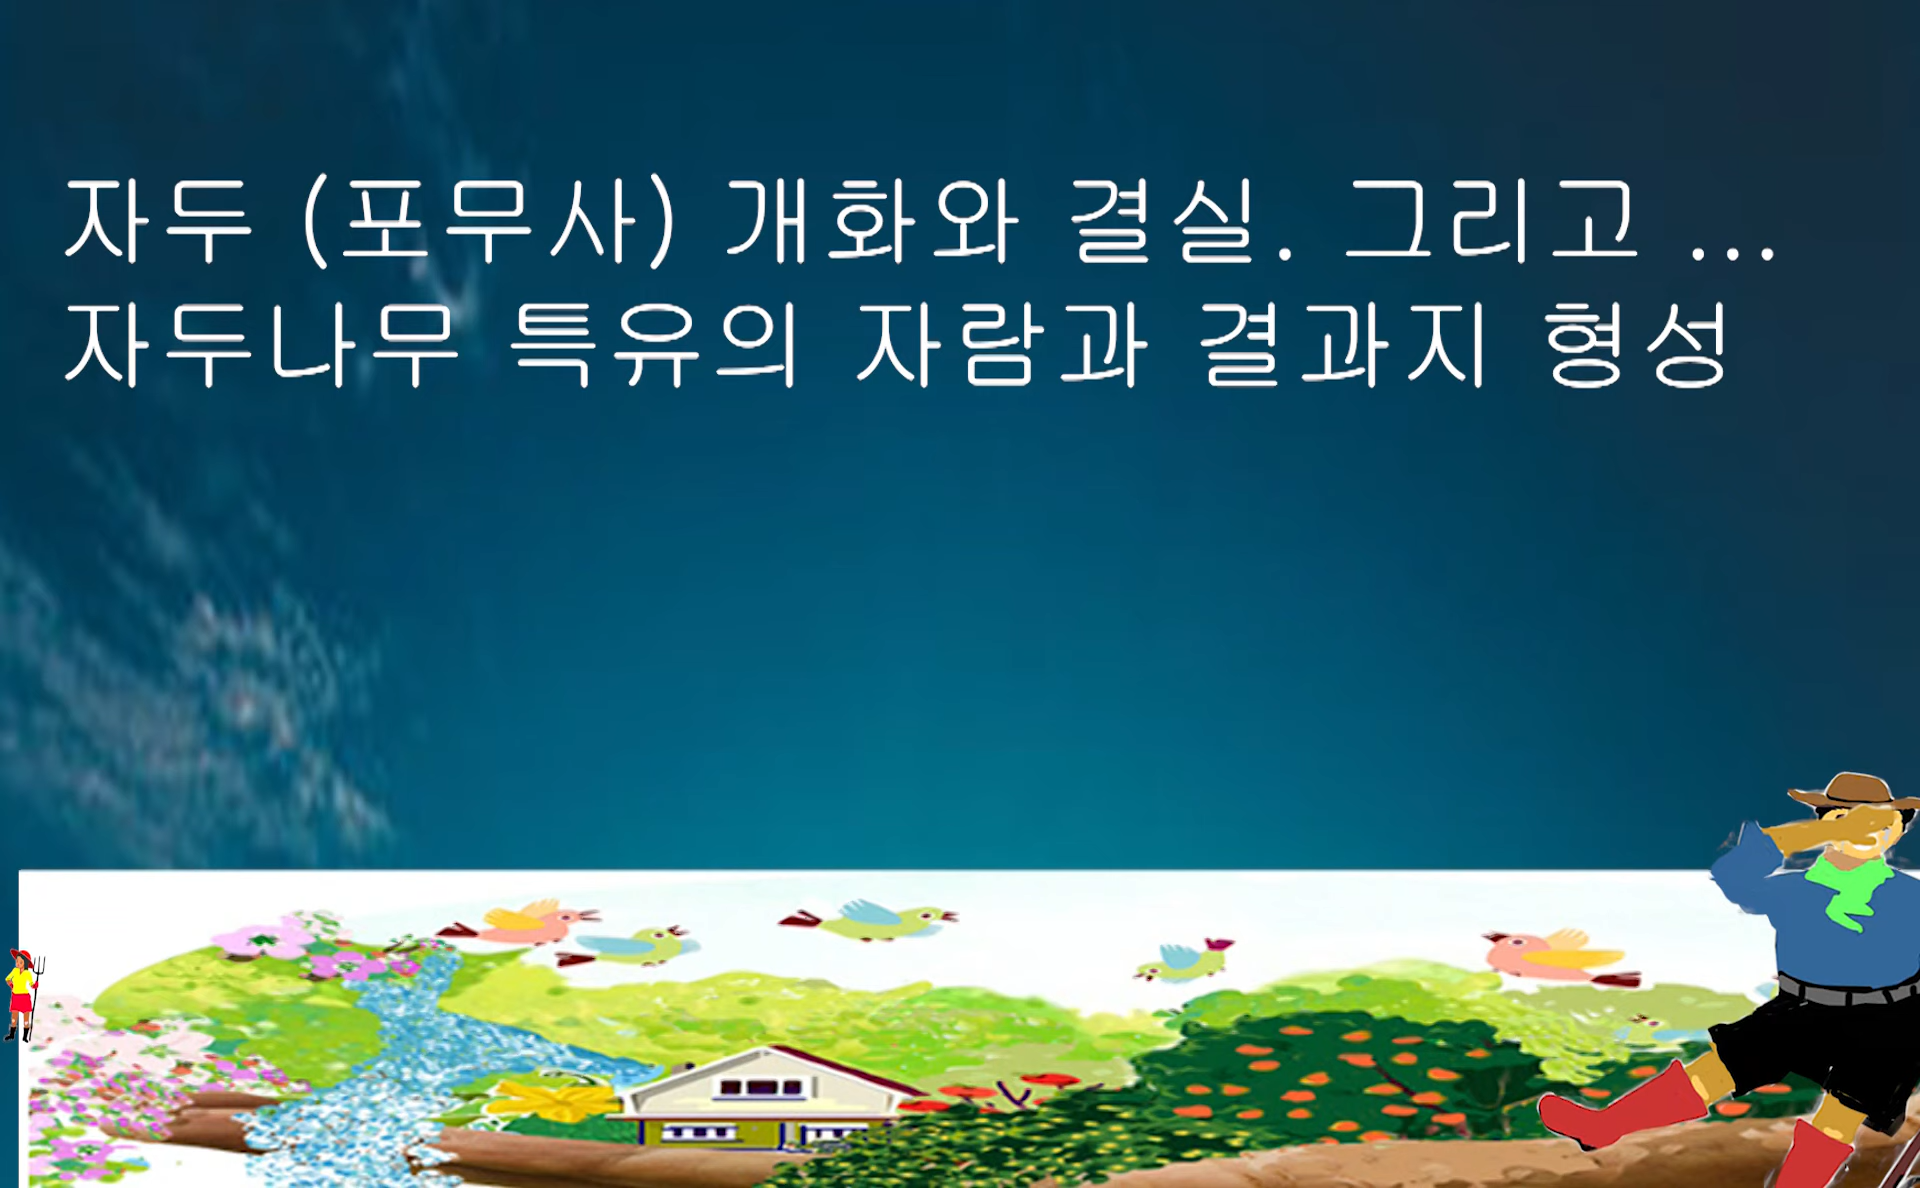 자두 (포무사) 개화와 결실. 그리고 ...
자두나무 특유의 자람과 결과지 형성